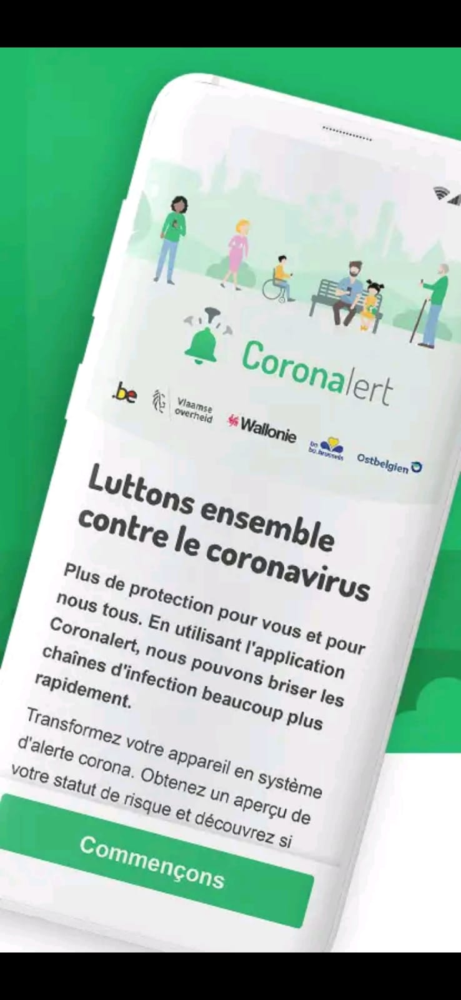 Coronalert
.be
Vlaamse
overheid
Wallonie
be
be.brussels
Ostbelgien
Luttons ensemble
contre le coronavirus
Plus de protection pour vous et pour
nous tous. En utilisant l'application
Coronalert, nous pouvons briser les
chaînes d'infection beaucoup plus
rapidement.
Transformez votre appareil en système
d'alerte corona. Obtenez un aperçu de
votre statut de risque et découvrez si
Commençons